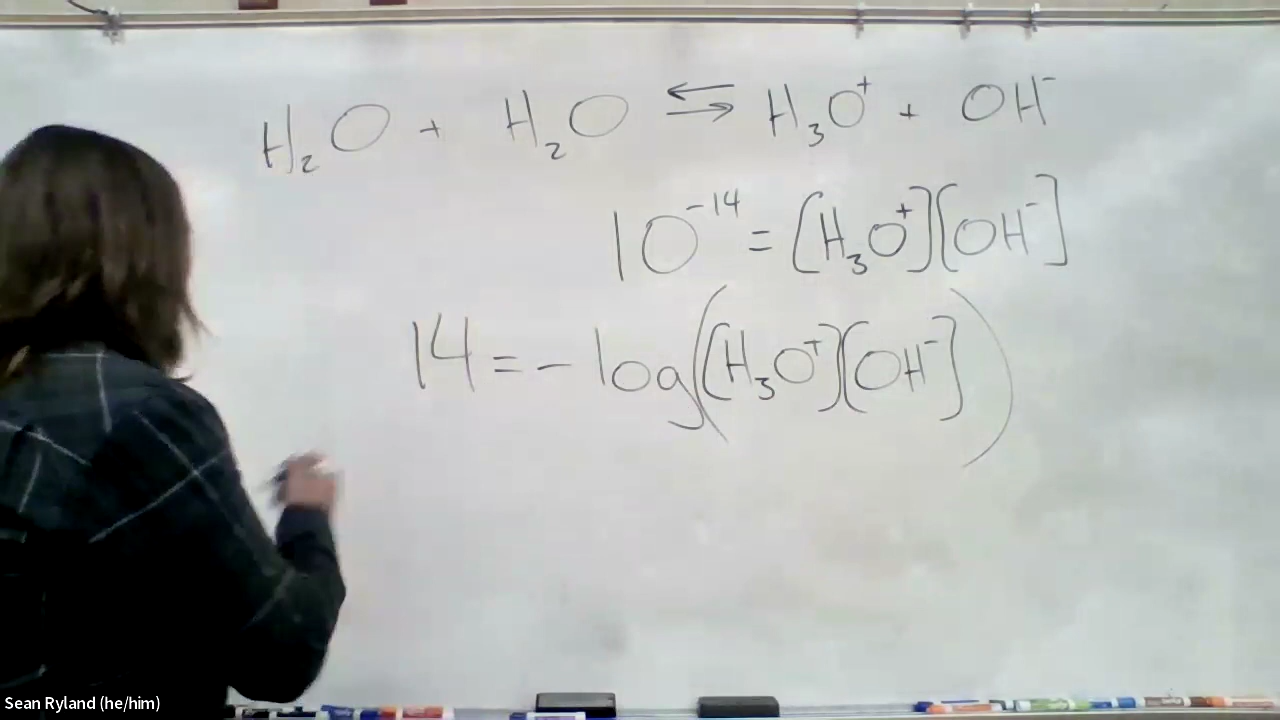 H₂O + H₂O ⇆ H₃O⁺ + OH⁻
10⁻¹⁴ = [H₃O⁺][OH⁻]
14 = - log([H₃O⁺][OH⁻])
Sean Ryland (he/him)